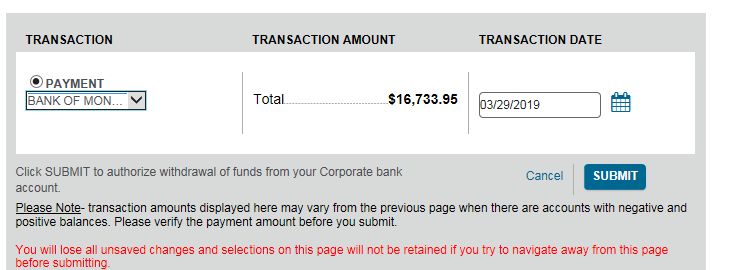 TRANSACTION TRANSACTION AMOUNT TRANSACTION DATE
PAYMENT
BANK OF MON... Total $16,733.95 03/29/2019
Click SUBMIT to authorize withdrawal of funds from your Corporate bank
account.
Cancel SUBMIT
Please Note- transaction amounts displayed here may vary from the previous page when there are accounts with negative and
positive balances. Please verify the payment amount before you submit.
You will lose all unsaved changes and selections on this page will not be retained if you try to navigate away from this page
before submitting.